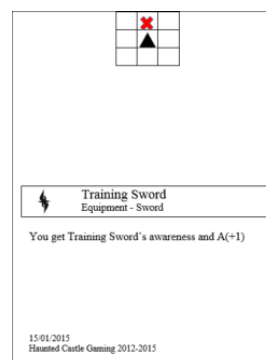 Training Sword
Equipment - Sword
You get Training Sword's awareness and A(+1)
15/01/2015
Haunted Castle Gaming 2012-2015